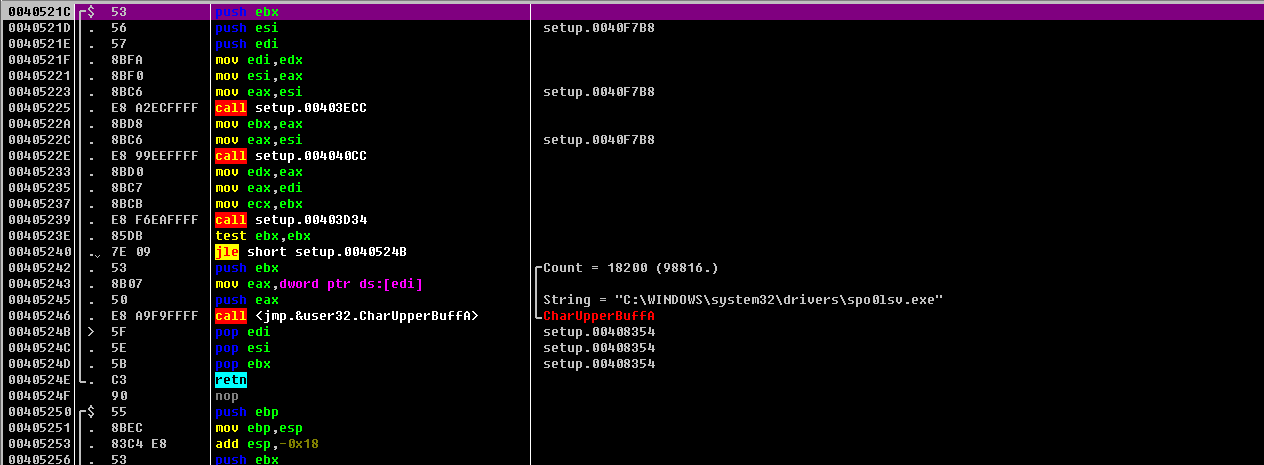 0040521C $ 53 push ebx
0040521D . 56 push esi setup.0040F7B8
0040521E . 57 push edi
0040521F . 8BFA mov edi,edx
00405221 . 8BF0 mov esi,eax
00405223 . 8BC6 mov eax,esi setup.0040F7B8
00405225 . E8 A2ECFFFF call setup.00403ECC
0040522A . 8BD8 mov ebx,eax
0040522C . 8BC6 mov eax,esi setup.0040F7B8
0040522E . E8 99EEFFFF call setup.004040CC
00405233 . 8BD0 mov edx,eax
00405235 . 8BC7 mov eax,edi
00405237 . 8BCB mov ecx,ebx
00405239 . E8 F6EAFFFF call setup.00403D34
0040523E . 85DB test ebx,ebx
00405240 .⌄ 7E 09 jle short setup.0040524B
00405242 . 53 push ebx Count = 18200 (98816.)
00405243 . 8B07 mov eax,dword ptr ds:[edi]
00405245 . 50 push eax String = "C:\WINDOWS\system32\drivers\spo0lsv.exe"
00405246 . E8 A9F9FFFF call <jmp.&user32.CharUpperBuffA> CharUpperBuffA
0040524B > 5F pop edi setup.00408354
0040524C . 5E pop esi setup.00408354
0040524D . 5B pop ebx setup.00408354
0040524E . C3 retn
0040524F 90 nop
00405250 $ 55 push ebp
00405251 . 8BEC mov ebp,esp
00405253 . 83C4 E8 add esp,-0x18
00405256 . 53 push ebx